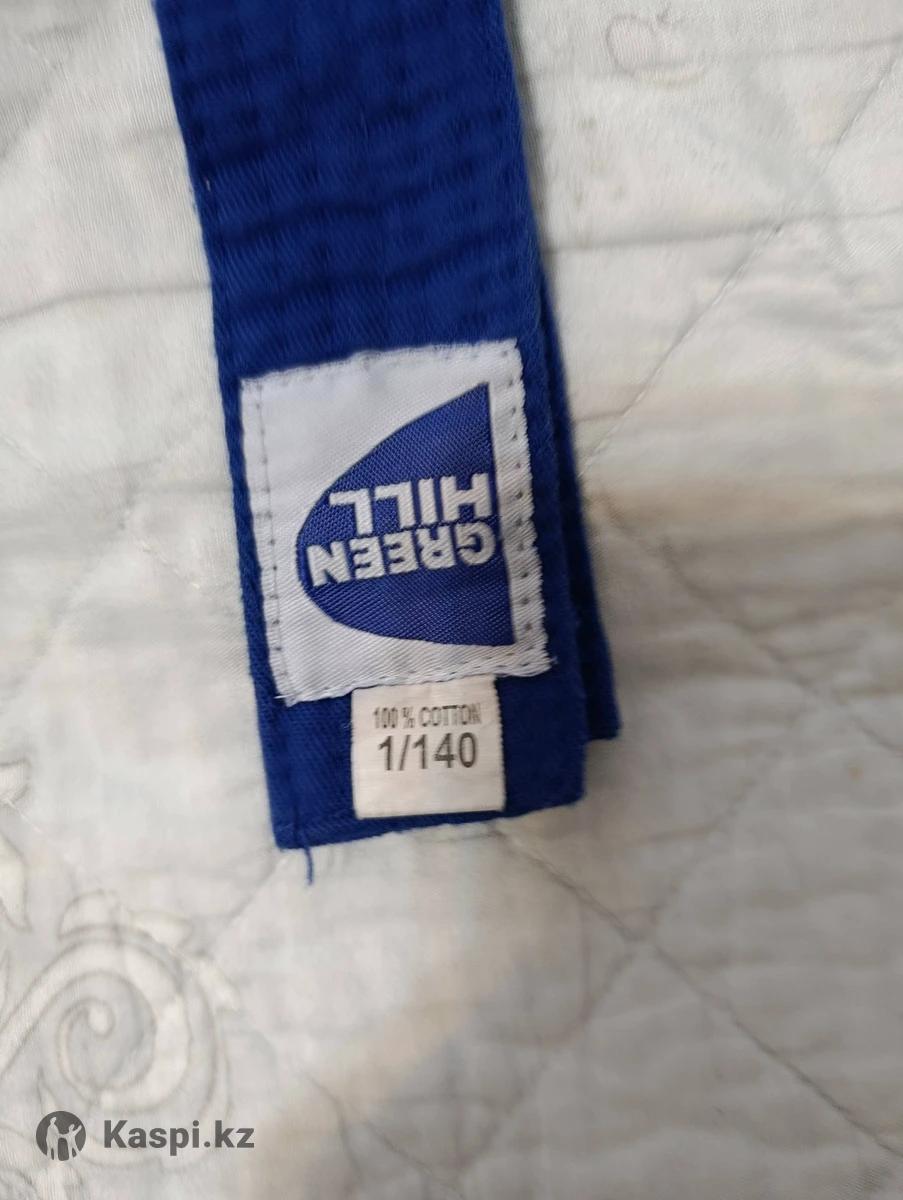 GREEN
HILL
100 % COTTON
1/140
Kaspi.kz